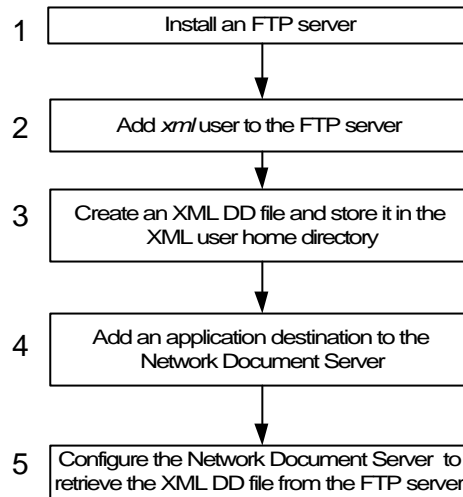 1
Install an FTP server
2
Add xml user to the FTP server
3
Create an XML DD file and store it in the
XML user home directory
4
Add an application destination to the
Network Document Server
5
Configure the Network Document Server to
retrieve the XML DD file from the FTP server